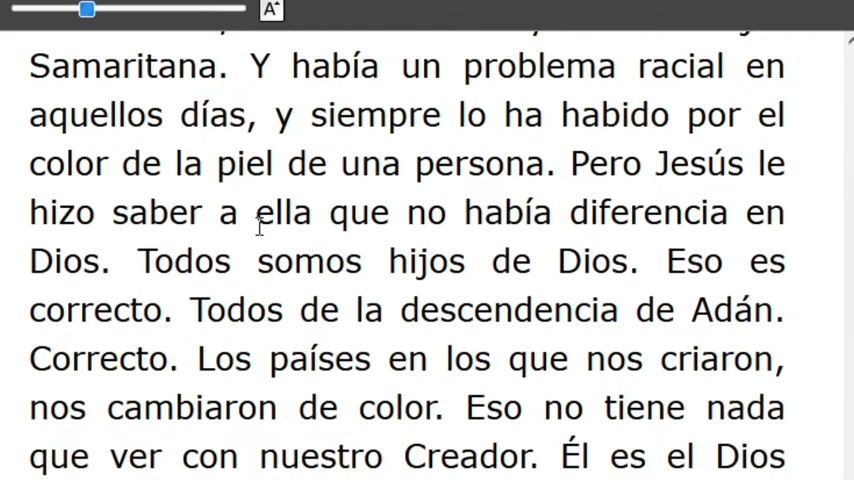 A
Samaritana. Y había un problema racial en
aquellos días, y siempre lo ha habido por el
color de la piel de una persona. Pero Jesús le
hizo saber a ella que no había diferencia en
Dios. Todos somos hijos de Dios. Eso es
correcto. Todos de la descendencia de Adán.
Correcto. Los países en los que nos criaron,
nos cambiaron de color. Eso no tiene nada
que ver con nuestro Creador. Él es el Dios